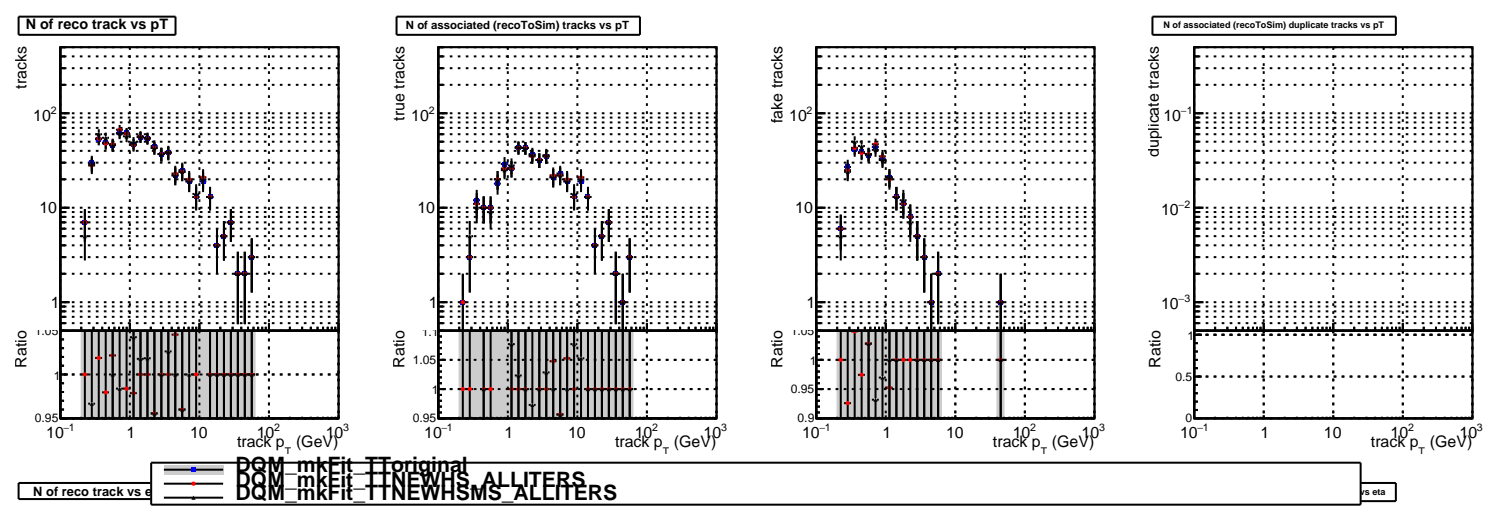 N of reco track vs pT
N of associated (recoToSim) tracks vs pT
N of associated (recoToSim) duplicate tracks vs pT
tracks
10²
10
1
Ratio
1.05
1
0.95
10⁻¹ 1 10 10² 10³
track pT (GeV)
true tracks
10²
10
1
Ratio
1.1
1.05
1
0.95
10⁻¹ 1 10 10² 10³
track pT (GeV)
fake tracks
10²
10
1
Ratio
1.05
1
0.95
0.9
10⁻¹ 1 10 10² 10³
track pT (GeV)
duplicate tracks
10⁻¹
10⁻²
10⁻³
Ratio
1
0.5
0
10⁻¹ 1 10 10² 10³
track pT (GeV)
DQM_mkFit_TToriginal
DQM_mkFit_TTNEWHS_ALLITERS
DQM_mkFit_TTNEWHSMS_ALLITERS
N of reco track vs e
vs eta